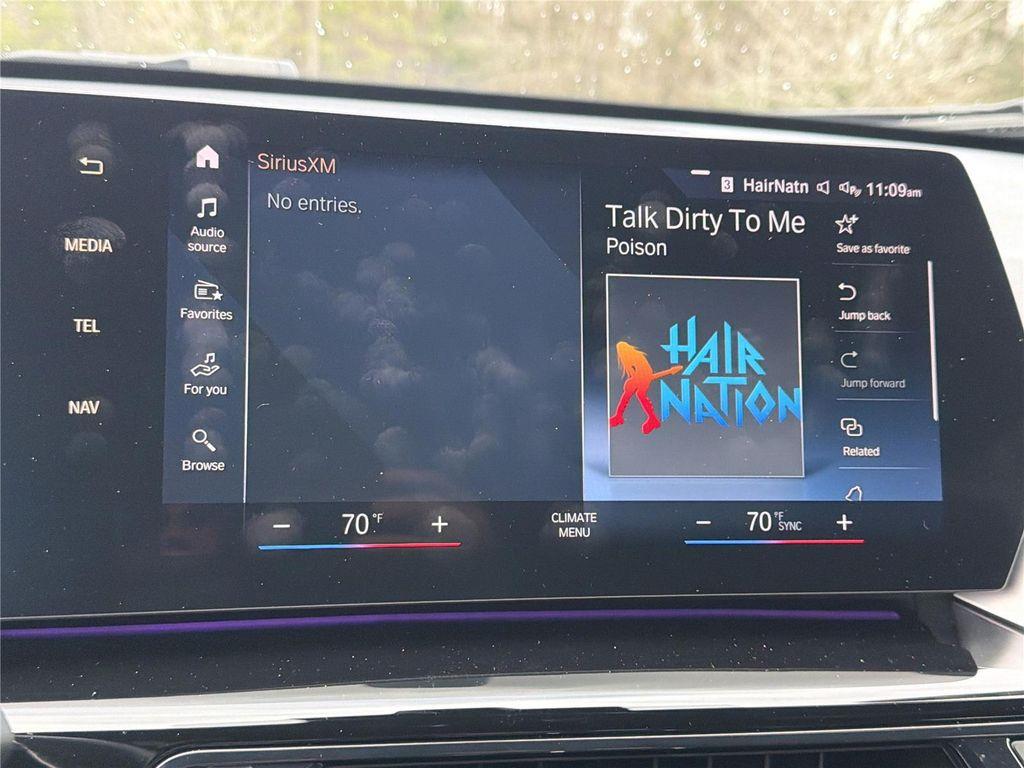 SiriusXM
3 HairNatn P 11:09am
MEDIA
TEL
NAV
Audio
source
Favorites
For you
Browse
No entries.
Talk Dirty To Me
Poison
HAIR
NATION
Save as favorite
Jump back
Jump forward
Related
− 70°F +
CLIMATE
MENU
− 70°F SYNC +